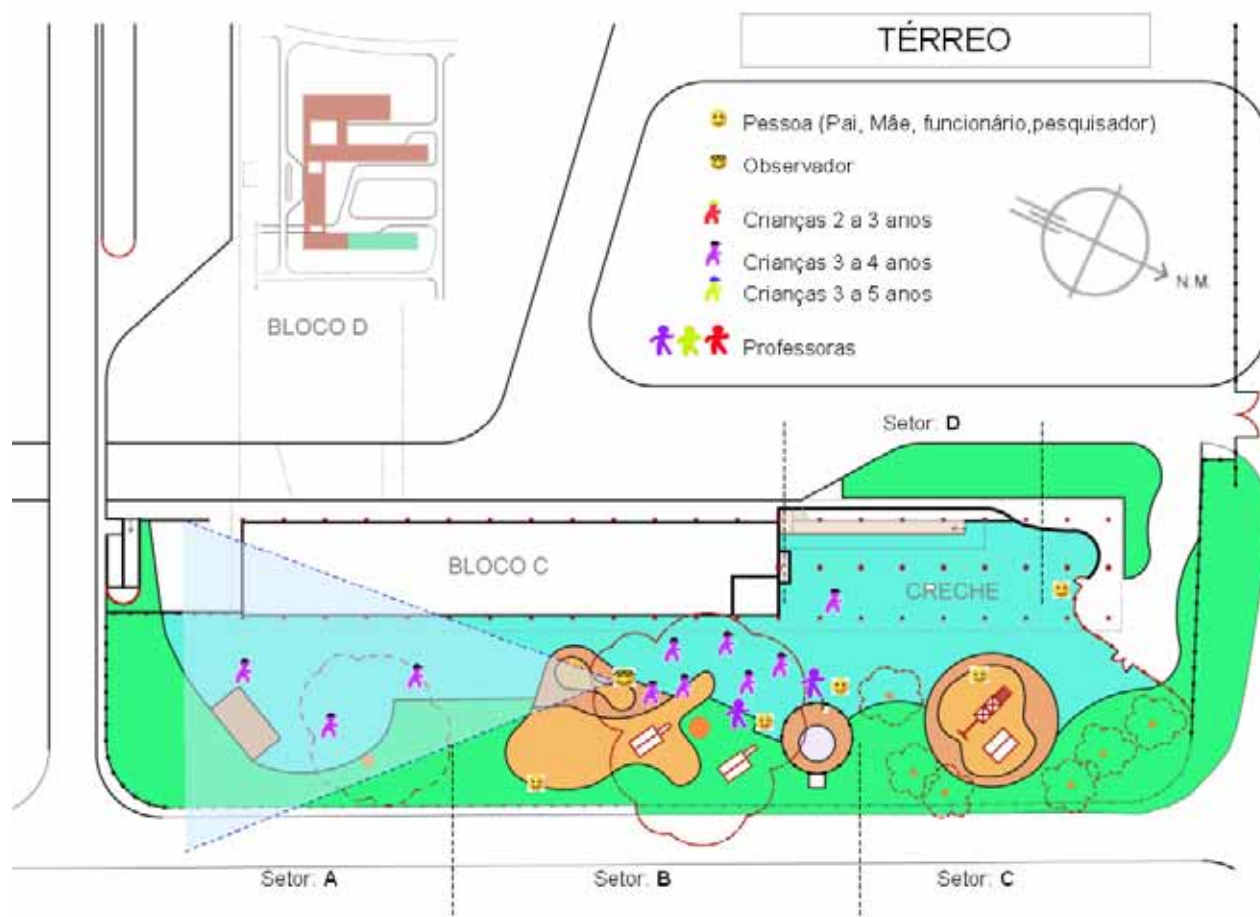 TÉRREO
Pessoa (Pai, Mãe, funcionário,pesquisador)
Observador
Crianças 2 a 3 anos
Crianças 3 a 4 anos
Crianças 3 a 5 anos
Professoras
N.M.
BLOCO D
Setor: D
BLOCO C
CRECHE
Setor: A
Setor: B
Setor: C